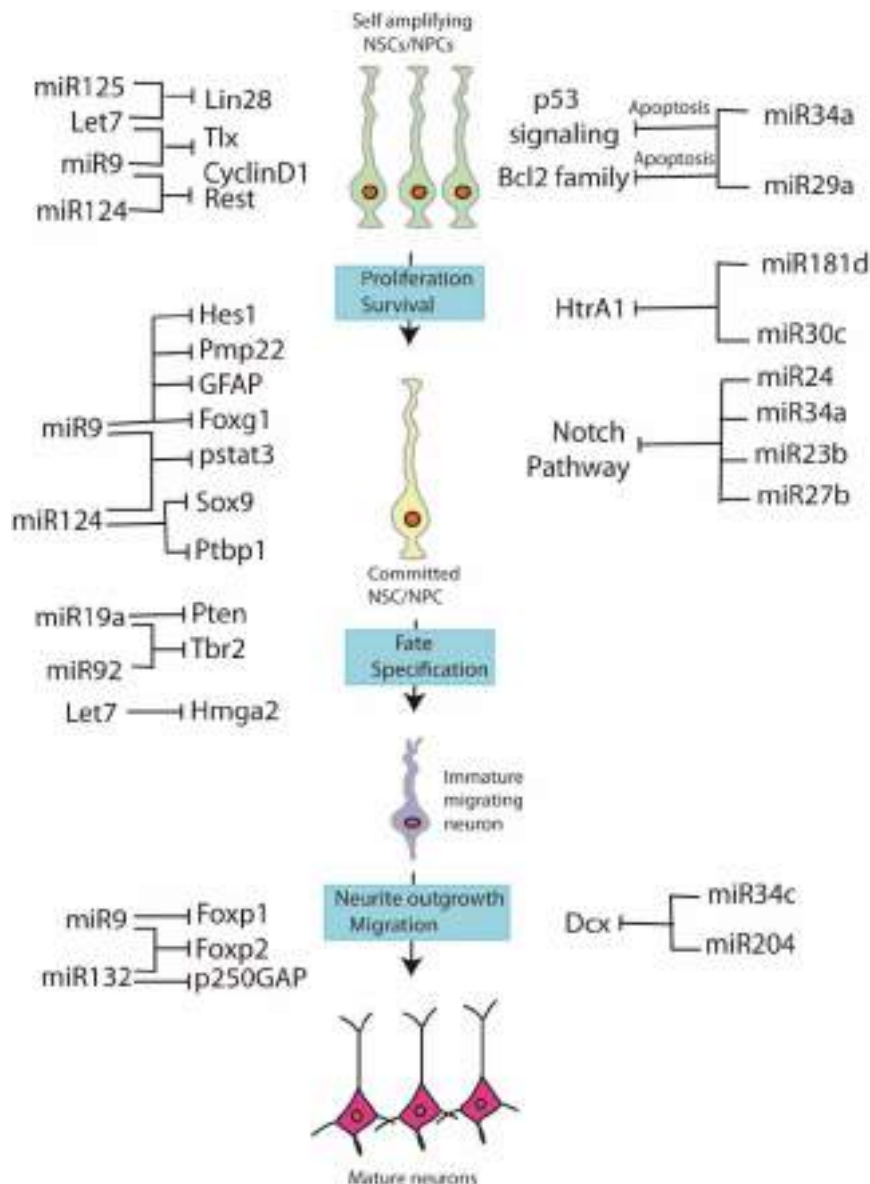 Self amplifying
NSCs/NPCs
miR125
Lin28
Let7
Tlx
miR9
CyclinD1
Rest
miR124
p53
signaling
Apoptosis
miR34a
Bcl2 family
Apoptosis
miR29a
Proliferation
Survival
miR181d
HtrA1
miR30c
Hes1
Pmp22
GFAP
miR9
Foxg1
pstat3
miR124
Sox9
Ptbp1
miR24
miR34a
Notch
Pathway
miR23b
miR27b
Committed
NSC/NPC
miR19a
Pten
Tbr2
miR92
Let7
Hmga2
Fate
Specification
Immature
migrating
neuron
Neurite outgrowth
Migration
miR9
Foxp1
Foxp2
miR132
p250GAP
Dcx
miR34c
miR204
Mature neurons